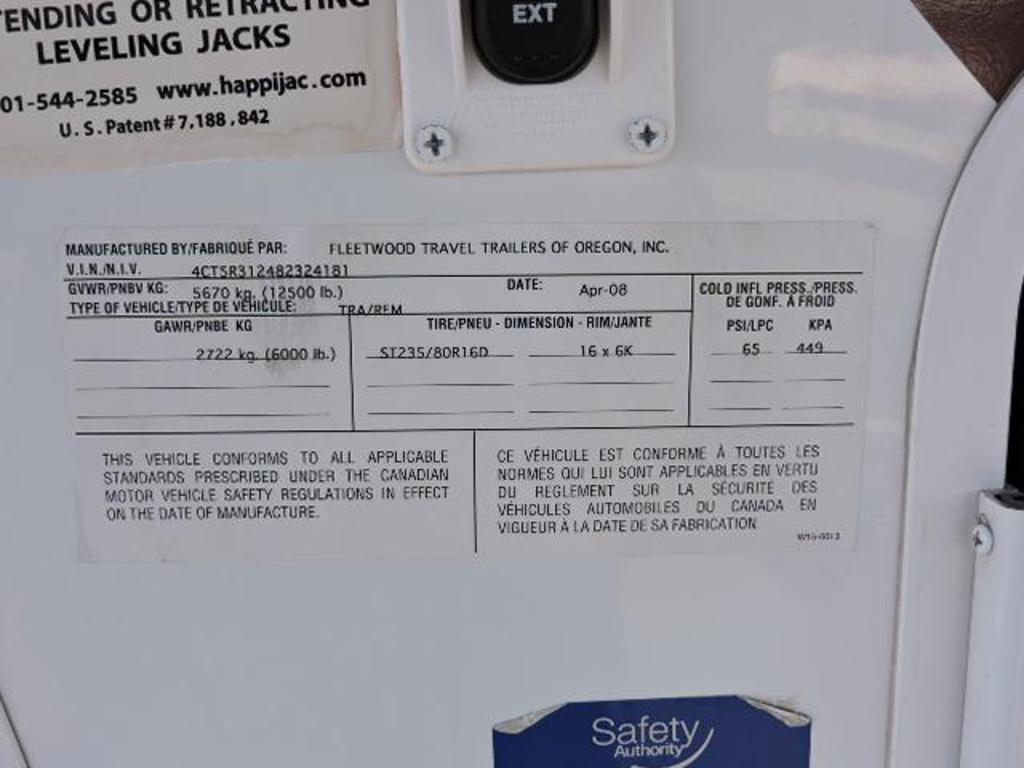 TENDING OR RETRACTING
LEVELING JACKS
01-544-2585 www.happijac.com
U.S. Patent # 7,188,842
EXT
MANUFACTURED BY/FABRIQUÉ PAR: FLEETWOOD TRAVEL TRAILERS OF OREGON, INC.
V.I.N./N.I.V. 4CT5R312482324181
GVWR/PNBV KG: 5670 kg. (12500 lb.) DATE: Apr-08
TYPE OF VEHICLE/TYPE DE VÉHICULE: TRA/REM
COLD INFL PRESS./PRESS.
DE GONF. À FROID
GAWR/PNBE KG TIRE/PNEU - DIMENSION - RIM/JANTE PSI/LPC KPA
2722 kg. (6000 lb.) ST235/80R16D 16 x 6K 65 449
THIS VEHICLE CONFORMS TO ALL APPLICABLE
STANDARDS PRESCRIBED UNDER THE CANADIAN
MOTOR VEHICLE SAFETY REGULATIONS IN EFFECT
ON THE DATE OF MANUFACTURE.
CE VÉHICULE EST CONFORME À TOUTES LES
NORMES QUI LUI SONT APPLICABLES EN VERTU
DU REGLEMENT SUR LA SÉCURITÉ DES
VÉHICULES AUTOMOBILES DU CANADA EN
VIGUEUR À LA DATE DE SA FABRICATION.
Safety
Authority